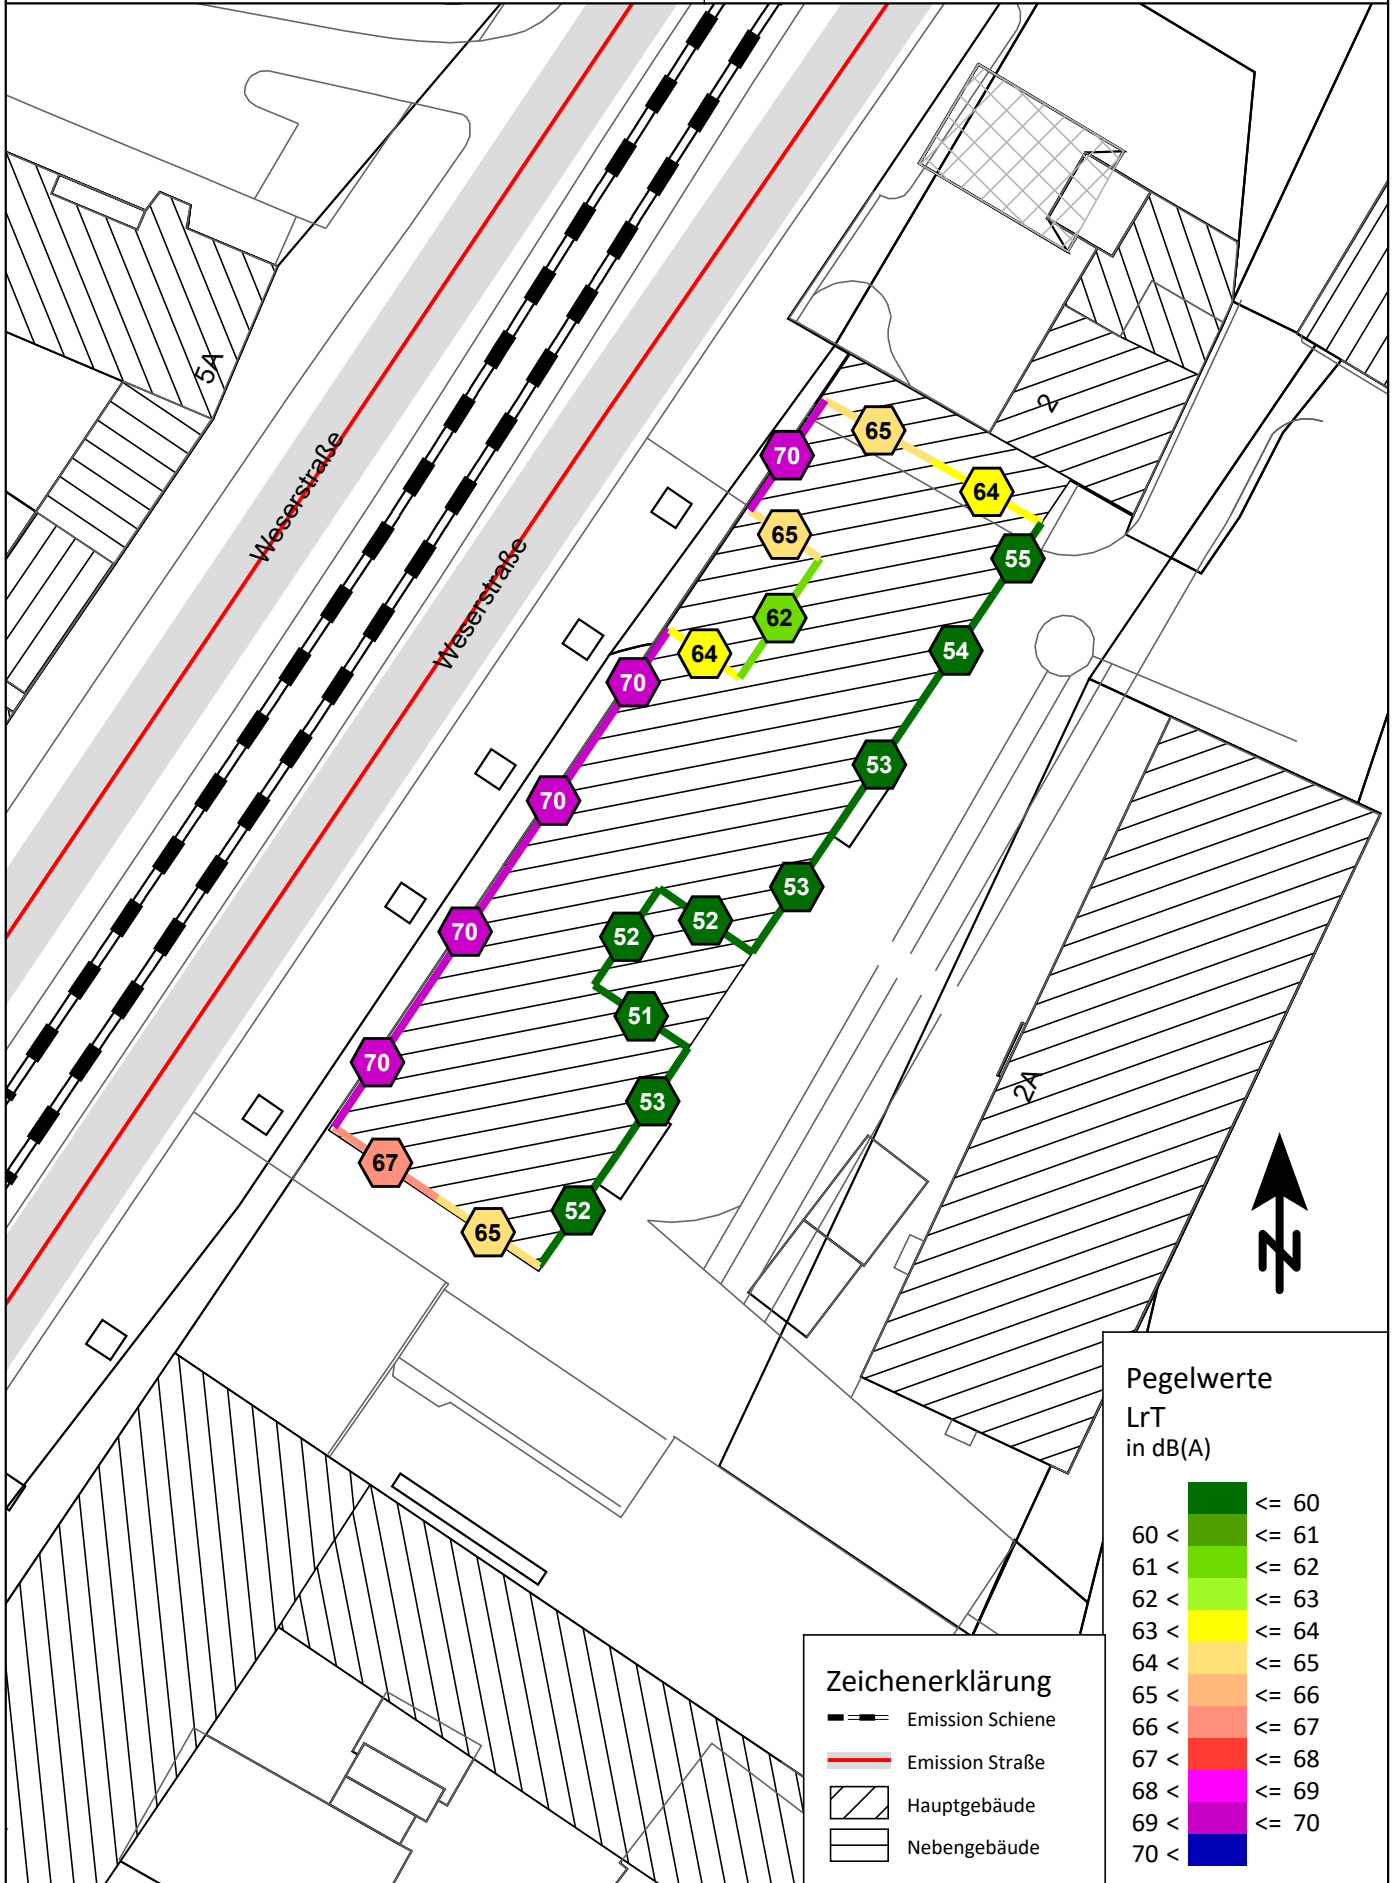 5A
2
Weserstraße
Weserstraße
65
70
64
65
55
62
54
64
70
53
70
53
52
52
70
51
70
53
67
52
65
2A
N
Pegelwerte
LrT
in dB(A)
<= 60
60 < <= 61
61 < <= 62
62 < <= 63
63 < <= 64
64 < <= 65
65 < <= 66
66 < <= 67
67 < <= 68
68 < <= 69
69 < <= 70
70 <
Zeichenerklärung
Emission Schiene
Emission Straße
Hauptgebäude
Nebengebäude